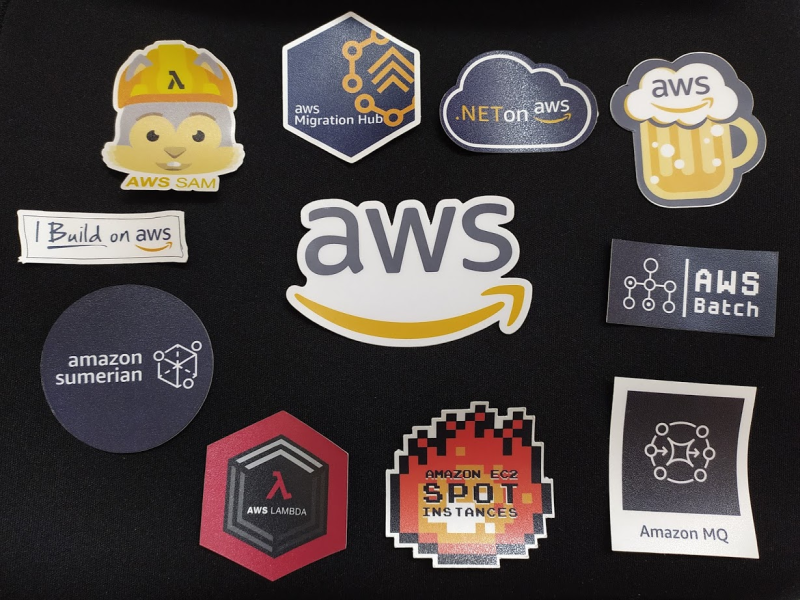 λ
AWS SAM
aws
Migration Hub
.NET on aws
aws
I Build on aws
aws
AWS
Batch
amazon
sumerian
λ
AWS LAMBDA
AMAZON EC2
SPOT
INSTANCES
Amazon MQ